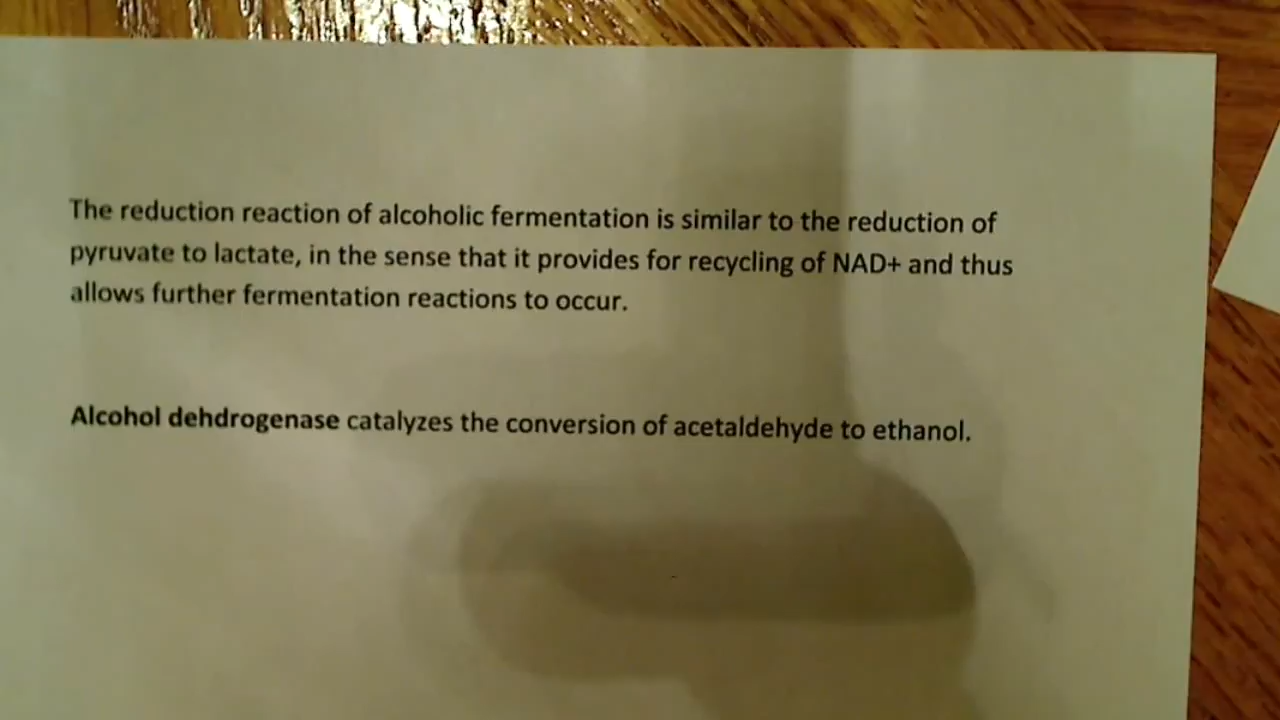 The reduction reaction of alcoholic fermentation is similar to the reduction of
pyruvate to lactate, in the sense that it provides for recycling of NAD+ and thus
allows further fermentation reactions to occur.
Alcohol dehdrogenase catalyzes the conversion of acetaldehyde to ethanol.